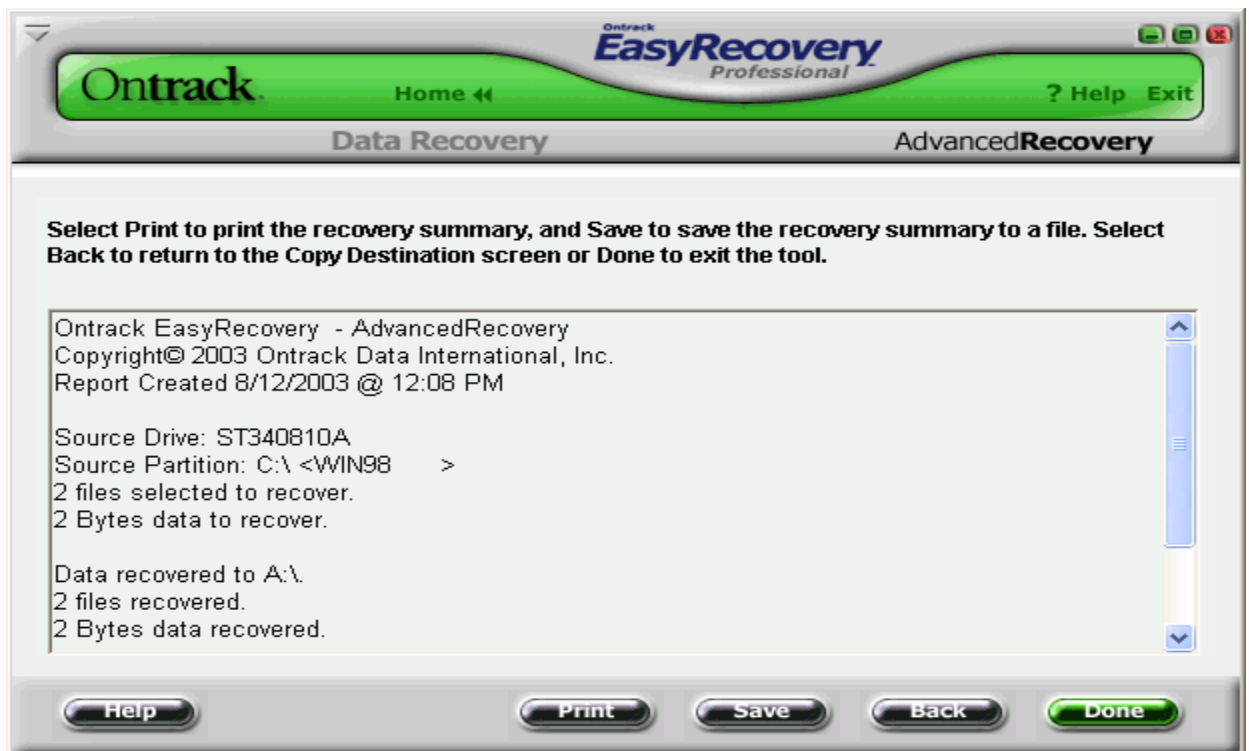 Ontrack
EasyRecovery
Professional
Ontrack.
Home
? Help Exit
Data Recovery
AdvancedRecovery
Select Print to print the recovery summary, and Save to save the recovery summary to a file. Select
Back to return to the Copy Destination screen or Done to exit the tool.
Ontrack EasyRecovery - AdvancedRecovery
Copyright© 2003 Ontrack Data International, Inc.
Report Created 8/12/2003 @ 12:08 PM
Source Drive: ST340810A
Source Partition: C:\ <WIN98 >
2 files selected to recover.
2 Bytes data to recover.
Data recovered to A:\.
2 files recovered.
2 Bytes data recovered.
Help Print Save Back Done